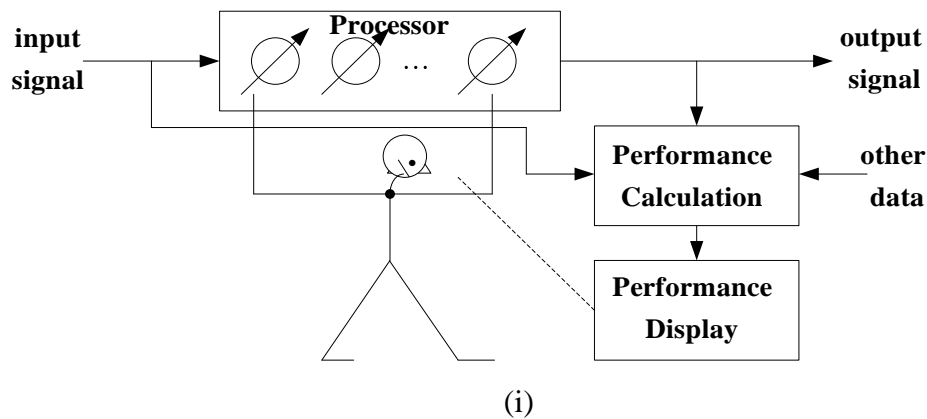 Processor
input
signal
…
output
signal
Performance
Calculation
other
data
Performance
Display
(i)